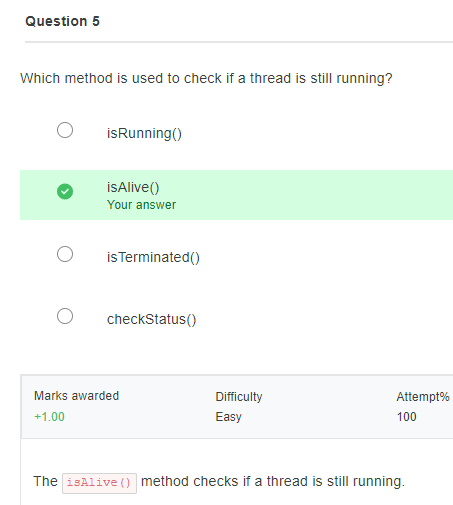 Question 5
Which method is used to check if a thread is still running?
isRunning()
isAlive()
Your answer
isTerminated()
checkStatus()
Marks awarded Difficulty Attempt%
+1.00 Easy 100
The isAlive() method checks if a thread is still running.